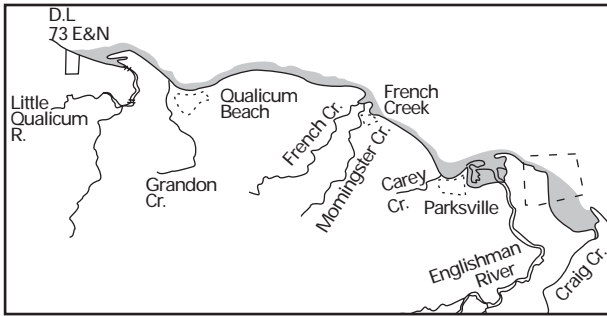 D.L
73 E&N
Little
Qualicum
R.
Qualicum
Beach
Grandon
Cr.
French Cr.
Morningster Cr.
French
Creek
Carey
Cr.
Parksville
Englishman
River
Craig Cr.